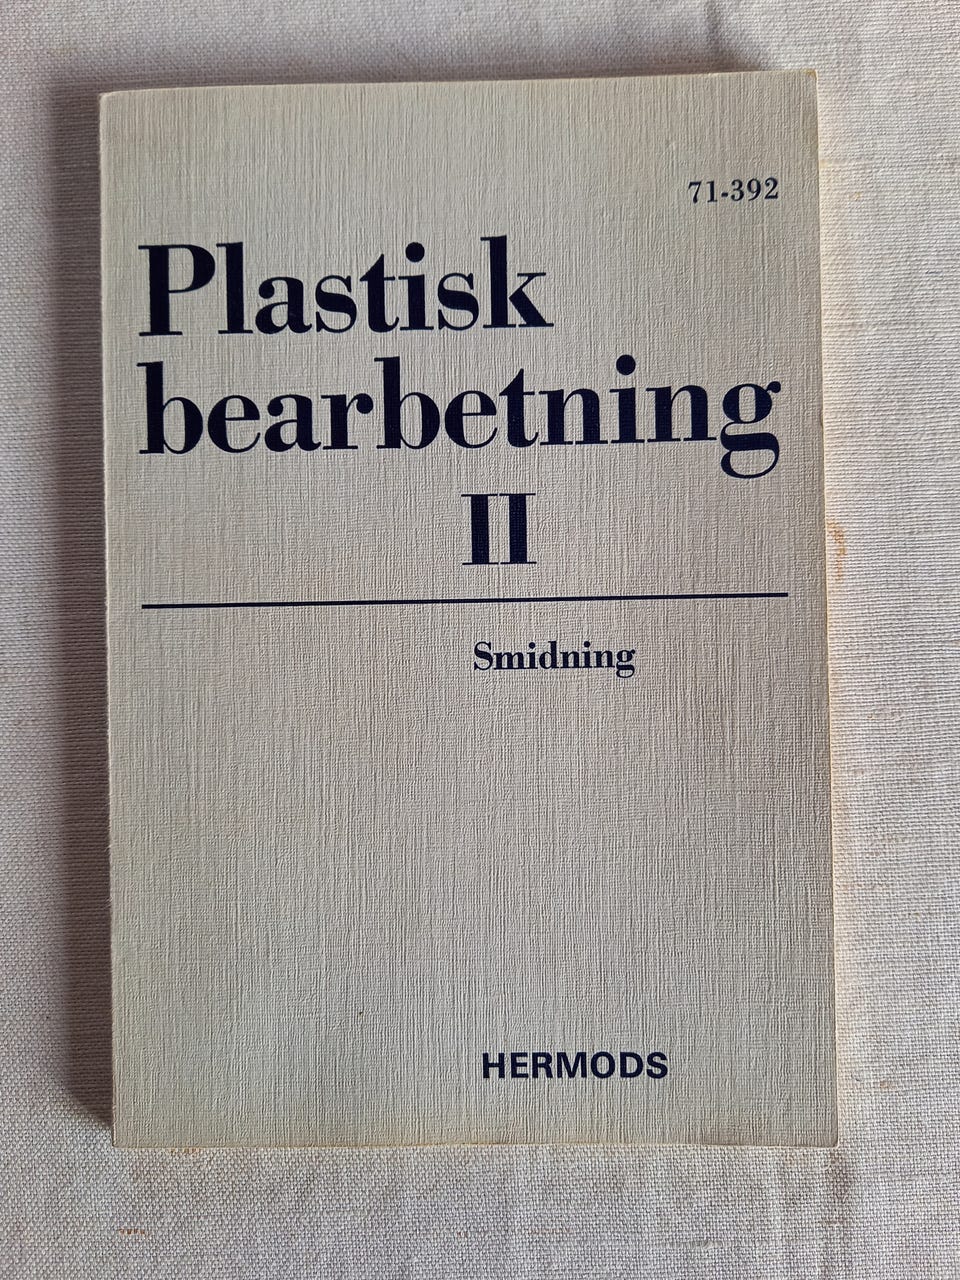 71-392
Plastisk
bearbetning
II
Smidning
HERMODS